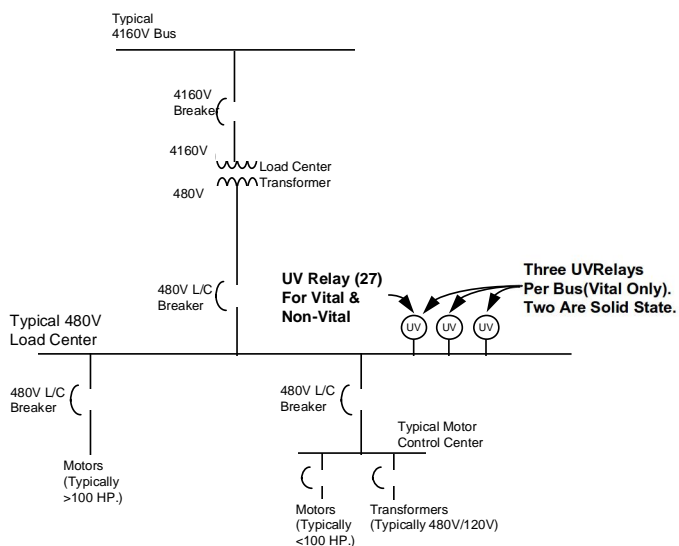 Typical
4160V Bus
4160V
Breaker
4160V
Load Center
Transformer
480V
480V L/C
Breaker
UV Relay (27)
For Vital &
Non-Vital
Three UVRelays
Per Bus(Vital Only).
Two Are Solid State.
UV
UV
UV
Typical 480V
Load Center
480V L/C
Breaker
480V L/C
Breaker
Typical Motor
Control Center
Motors
(Typically
>100 HP.)
Motors
(Typically
<100 HP.)
Transformers
(Typically 480V/120V)